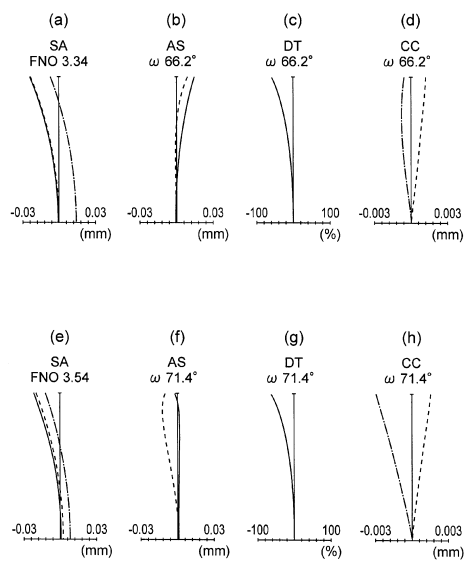 (a) (b) (c) (d)
SA AS DT CC
FNO 3.34 ω 66.2° ω 66.2° ω 66.2°
-0.03 0.03 -0.03 0.03 -100 100 -0.003 0.003
(mm) (mm) (%) (mm)
(e) (f) (g) (h)
SA AS DT CC
FNO 3.54 ω 71.4° ω 71.4° ω 71.4°
-0.03 0.03 -0.03 0.03 -100 100 -0.003 0.003
(mm) (mm) (%) (mm)